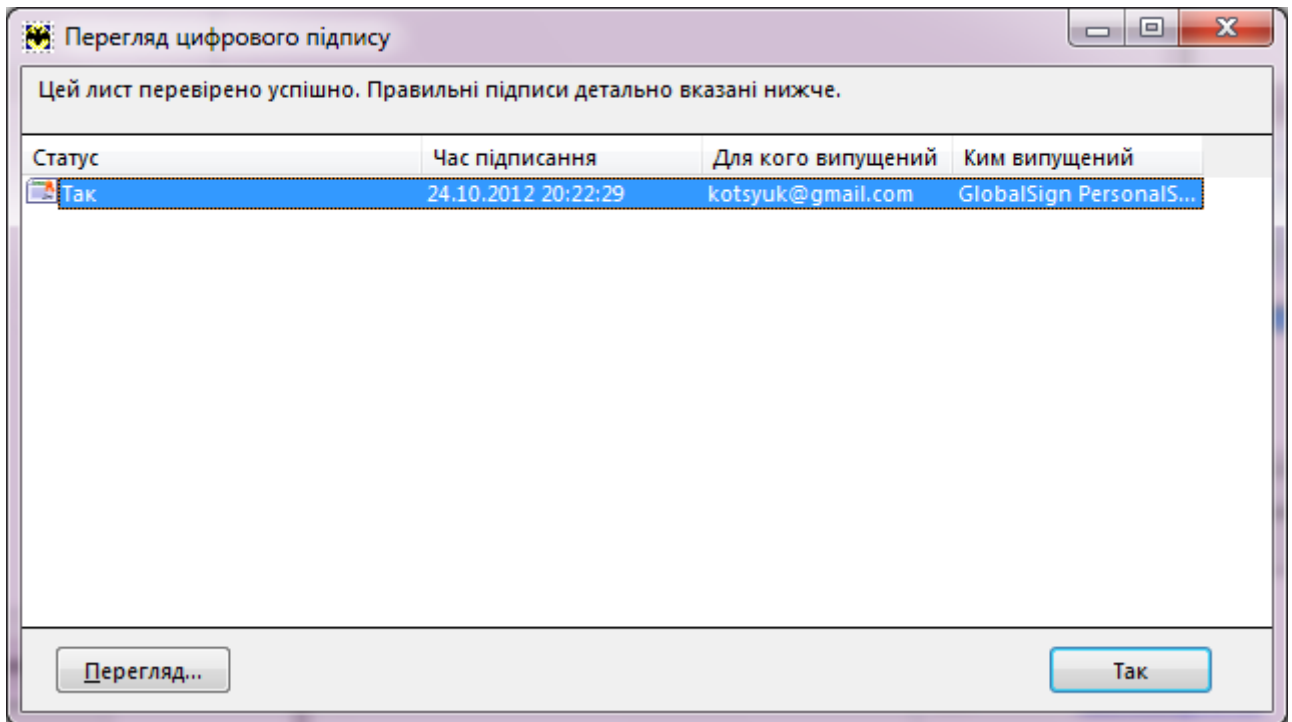 Перегляд цифрового підпису
Цей лист перевірено успішно. Правильні підписи детально вказані нижче.
Статус Час підписання Для кого випущений Ким випущений
Так 24.10.2012 20:22:29 kotsyuk@gmail.com GlobalSign PersonalS...
Перегляд... Так